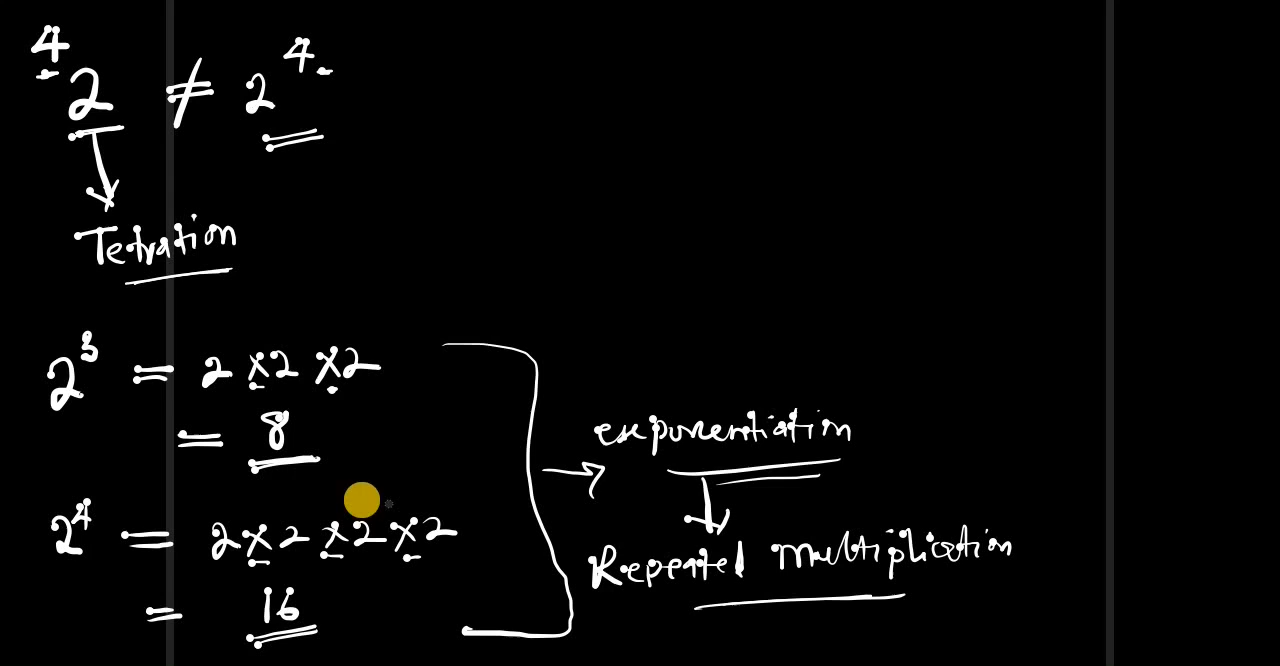 ⁴2 ≠ 2⁴
Tetration
2³ = 2 × 2 × 2
= 8
2⁴ = 2 × 2 × 2 × 2
= 16
exponentiation
Repeated multiplication